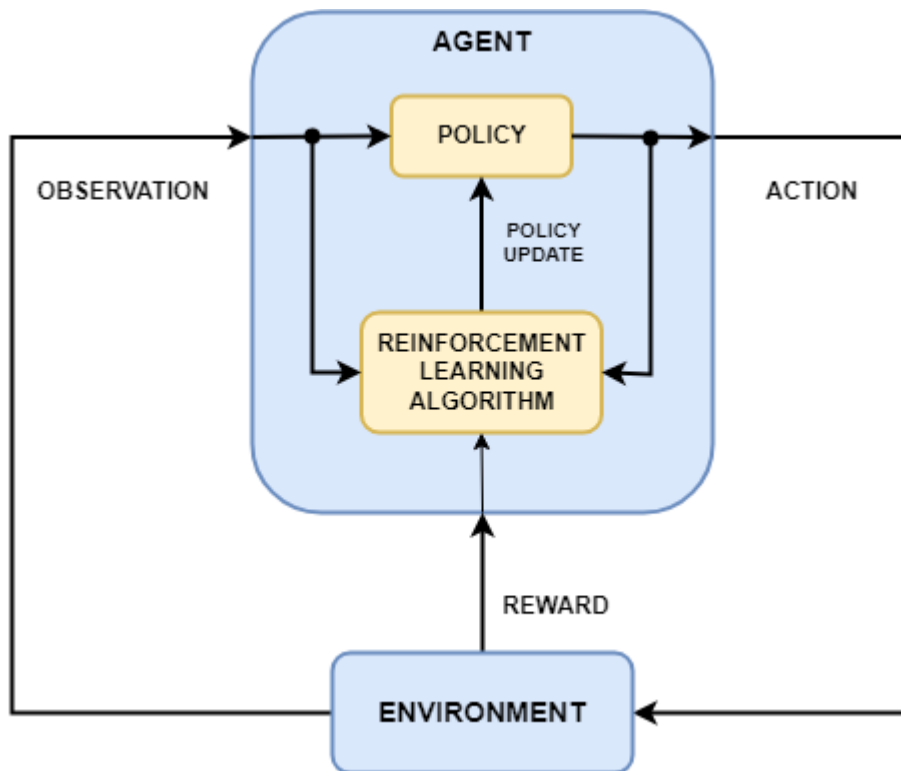 AGENT
POLICY
OBSERVATION
ACTION
POLICY
UPDATE
REINFORCEMENT
LEARNING
ALGORITHM
REWARD
ENVIRONMENT